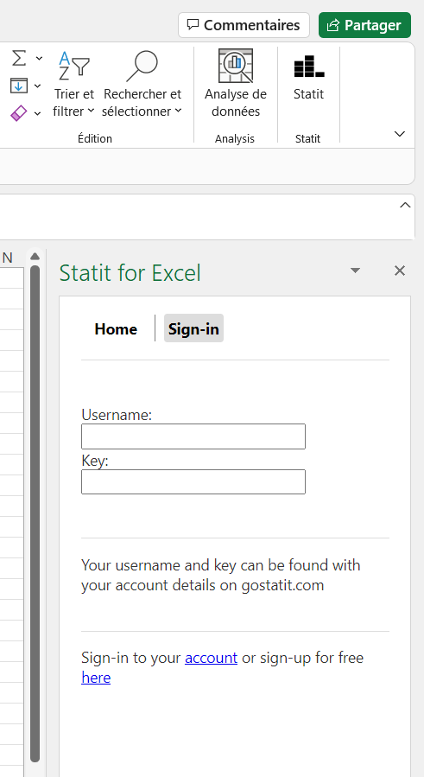 Commentaires
Partager
Trier et
filtrer
Rechercher et
sélectionner
Analyse de
données
Statit
Édition
Analysis
Statit
N
Statit for Excel
Home
Sign-in
Username:
Key:
Your username and key can be found with
your account details on gostatit.com
Sign-in to your account or sign-up for free
here